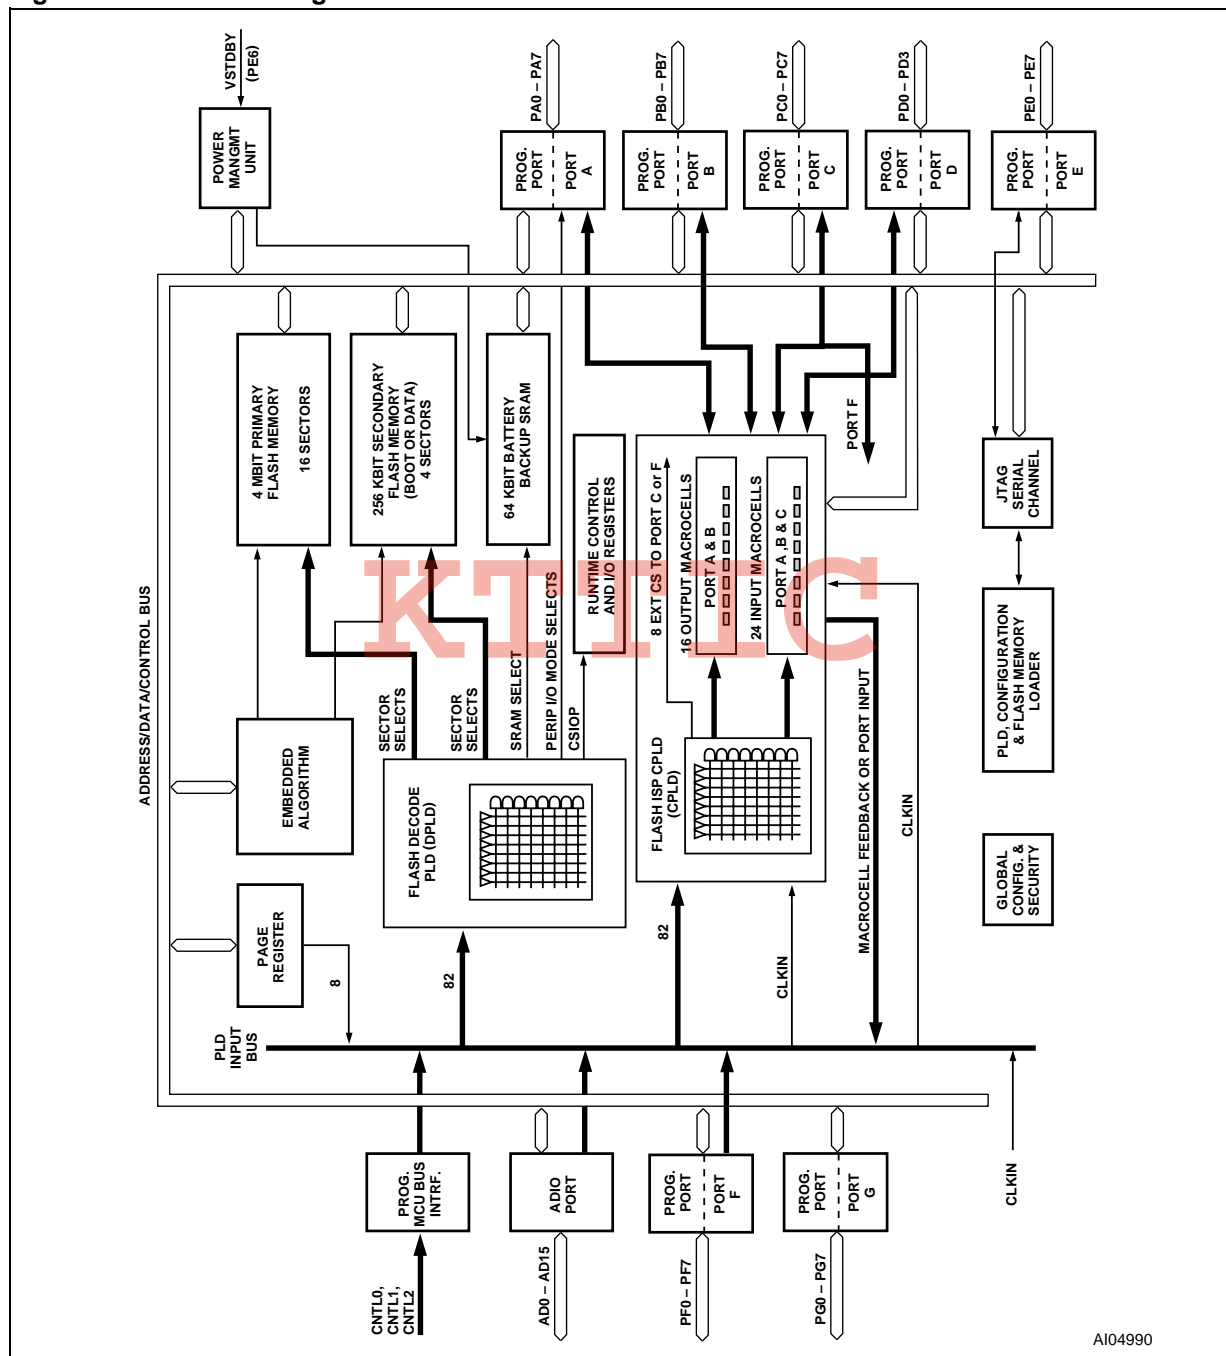 VSTDBY
(PE6)
PA0 – PA7
PB0 – PB7
PC0 – PC7
PD0 – PD3
PE0 – PE7
POWER
MANGMT
UNIT
PROG.
PORT
PORT
A
PROG.
PORT
PORT
B
PROG.
PORT
PORT
C
PROG.
PORT
PORT
D
PROG.
PORT
PORT
E
ADDRESS/DATA/CONTROL BUS
4 MBIT PRIMARY
FLASH MEMORY
16 SECTORS
256 KBIT SECONDARY
FLASH MEMORY
(BOOT OR DATA)
4 SECTORS
64 KBIT BATTERY
BACKUP SRAM
RUNTIME CONTROL
AND I/O REGISTERS
8 EXT CS TO PORT C or F
16 OUTPUT MACROCELLS
PORT A & B
24 INPUT MACROCELLS
PORT A ,B & C
PORT F
JTAG
SERIAL
CHANNEL
KTTTC
SECTOR
SELECTS
SECTOR
SELECTS
SRAM SELECT
PERIP I/O MODE SELECTS
CSIOP
EMBEDDED
ALGORITHM
FLASH DECODE
PLD (DPLD)
FLASH ISP CPLD
(CPLD)
CLKIN
MACROCELL FEEDBACK OR PORT INPUT
PLD, CONFIGURATION
& FLASH MEMORY
LOADER
GLOBAL
CONFIG. &
SECURITY
PAGE
REGISTER
8
82
82
CLKIN
PLD
INPUT
BUS
PROG.
MCU BUS
INTRF.
ADIO
PORT
PROG.
PORT
PORT
F
PROG.
PORT
PORT
G
CLKIN
CNTL0,
CNTL1,
CNTL2
AD0 – AD15
PF0 – PF7
PG0 – PG7
AI04990